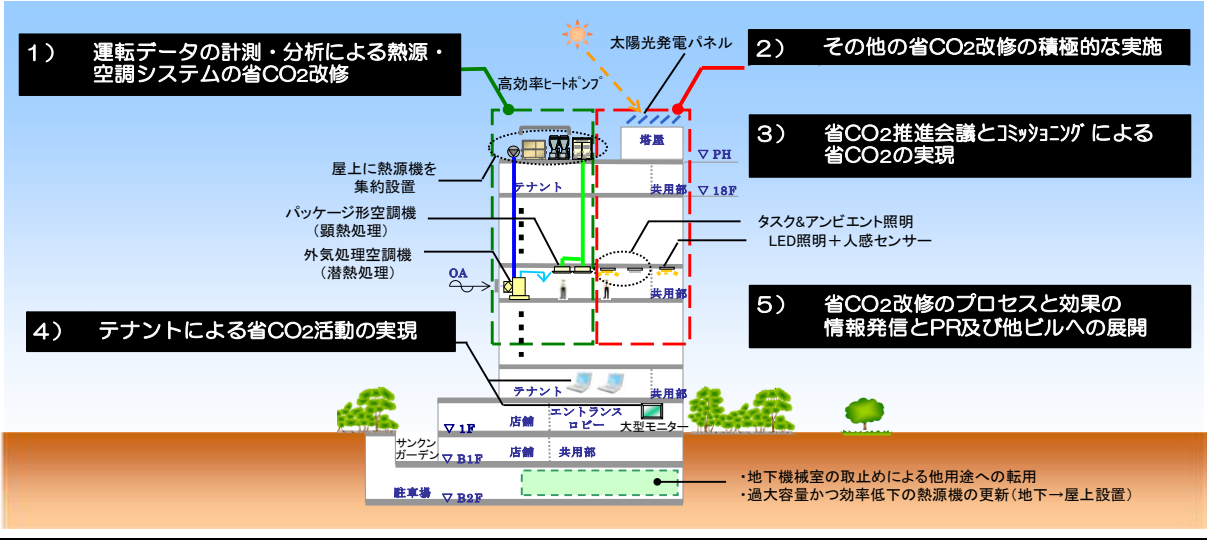 1） 運転データの計測・分析による熱源・
空調システムの省CO2改修
太陽光発電パネル
2） その他の省CO2改修の積極的な実施
高効率ﾋｰﾄﾎﾟﾝﾌﾟ
3） 省CO2推進会議とｺﾐｯｼｮﾆﾝｸﾞによる
省CO2の実現
塔屋
▽ PH
屋上に熱源機を
集約設置
テナント
共用部
▽ 18F
パッケージ形空調機
（顕熱処理）
タスク&アンビエント照明
LED照明＋人感センサー
外気処理空調機
（潜熱処理）
OA
共用部
4） テナントによる省CO2活動の実現
5） 省CO2改修のプロセスと効果の
情報発信とPR及び他ビルへの展開
テナント
共用部
▽ 1F
店舗
エントランス
ロビー
大型モニター
サンクン
ガーデン
▽ B1F
店舗
共用部
駐車場
▽ B2F
・地下機械室の取止めによる他用途への転用
・過大容量かつ効率低下の熱源機の更新（地下→屋上設置）